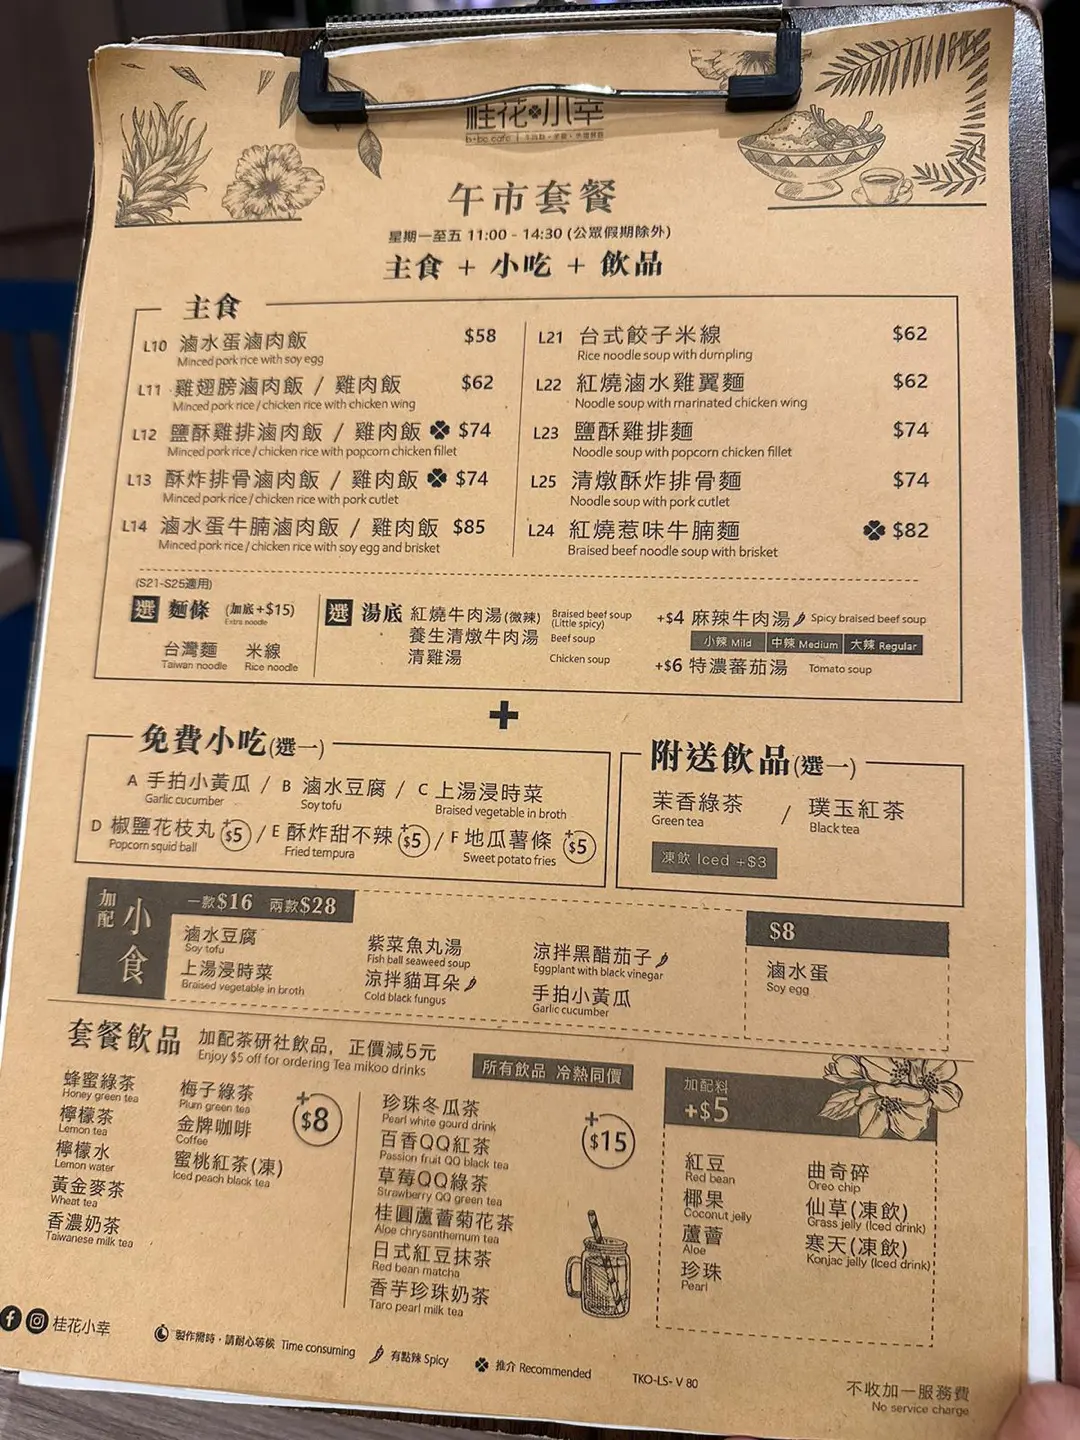 桂花小幸
午市套餐
星期一至五 11:00 - 14:30 (公眾假期除外)
主食 + 小吃 + 飲品
主食
L10 滷水蛋滷肉飯 $58
Minced pork rice with soy egg
L11 雞翅膀滷肉飯 / 雞肉飯 $62
Minced pork rice / chicken rice with chicken wing
L12 鹽酥雞排滷肉飯 / 雞肉飯 $74
Minced pork rice / chicken rice with popcorn chicken fillet
L13 酥炸排骨滷肉飯 / 雞肉飯 $74
Minced pork rice / chicken rice with pork cutlet
L14 滷水蛋牛腩滷肉飯 / 雞肉飯 $85
Minced pork rice / chicken rice with soy egg and brisket
L21 台式餃子米線 $62
Rice noodle soup with dumpling
L22 紅燒滷水雞翼麵 $62
Noodle soup with marinated chicken wing
L23 鹽酥雞排麵 $74
Noodle soup with popcorn chicken fillet
L25 清燉酥炸排骨麵 $74
Noodle soup with pork cutlet
L24 紅燒惹味牛腩麵 $82
Braised beef noodle soup with brisket
(S21-S25適用)
選 麵條 (加底+$15)
Extra noodle
台灣麵 米線
Taiwan noodle Rice noodle
選 湯底 紅燒牛肉湯(微辣) Braised beef soup (Little spicy)
養生清燉牛肉湯 Beef soup
清雞湯 Chicken soup
+$4 麻辣牛肉湯 Spicy braised beef soup
小辣 Mild 中辣 Medium 大辣 Regular
+$6 特濃蕃茄湯 Tomato soup
+
免費小吃(選一)
A 手拍小黃瓜 / B 滷水豆腐 / C 上湯浸時菜
Garlic cucumber Soy tofu Braised vegetable in broth
D 椒鹽花枝丸 +$5 / E 酥炸甜不辣 +$5 / F 地瓜薯條 +$5
Popcorn squid ball Fried tempura Sweet potato fries
附送飲品(選一)
茉香綠茶 / 璞玉紅茶
Green tea Black tea
凍飲 Iced +$3
加配小食
一款$16 兩款$28
滷水豆腐
Soy tofu
上湯浸時菜
Braised vegetable in broth
紫菜魚丸湯
Fish ball seaweed soup
涼拌貓耳朵
Cold black fungus
涼拌黑醋茄子
Eggplant with black vinegar
手拍小黃瓜
Garlic cucumber
$8
滷水蛋
Soy egg
套餐飲品 加配茶研社飲品，正價減5元
Enjoy $5 off for ordering Tea mikoo drinks
所有飲品 冷熱同價
蜂蜜綠茶
Honey green tea
檸檬茶
Lemon tea
檸檬水
Lemon water
黃金麥茶
Wheat tea
香濃奶茶
Taiwanese milk tea
梅子綠茶
Plum green tea
金牌咖啡
Coffee
蜜桃紅茶(凍)
Iced peach black tea
+$8
珍珠冬瓜茶
Pearl white gourd drink
百香QQ紅茶
Passion fruit QQ black tea
草莓QQ綠茶
Strawberry QQ green tea
桂圓蘆薈菊花茶
Aloe chrysanthemum tea
日式紅豆抹茶
Red bean matcha
香芋珍珠奶茶
Taro pearl milk tea
+$15
加配料
+$5
紅豆
Red bean
椰果
Coconut jelly
蘆薈
Aloe
珍珠
Pearl
曲奇碎
Oreo chip
仙草(凍飲)
Grass jelly (Iced drink)
寒天(凍飲)
Konjac jelly (Iced drink)
桂花小幸
製作需時，請耐心等候 Time consuming
有點辣 Spicy
推介 Recommended
TKO-LS- V 80
不收加一服務費
No service charge